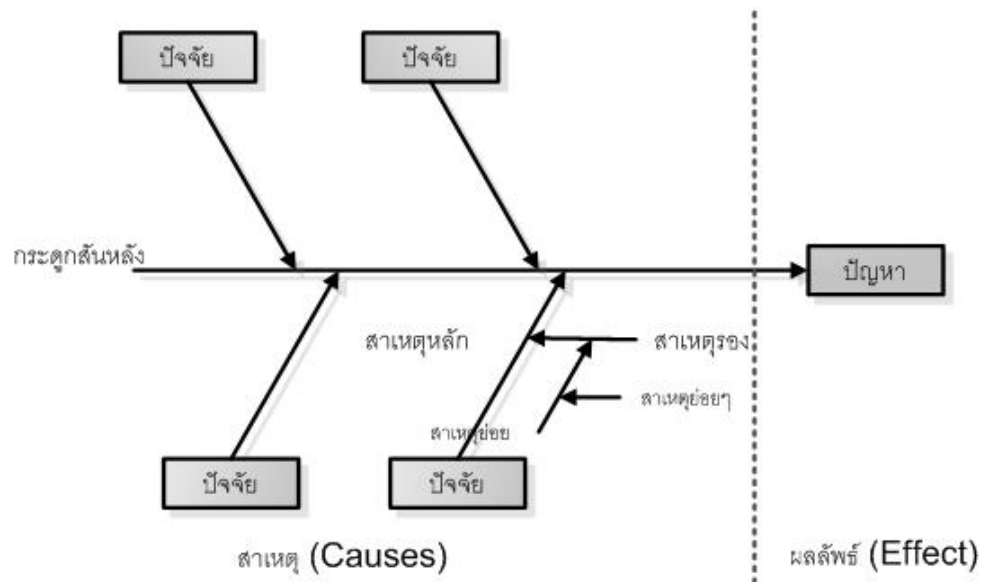 ปัจจัย
ปัจจัย
กระดูกสันหลัง
ปัญหา
สาเหตุหลัก
สาเหตุรอง
สาเหตุย่อยๆ
สาเหตุย่อย
ปัจจัย
ปัจจัย
สาเหตุ (Causes)
ผลลัพธ์ (Effect)